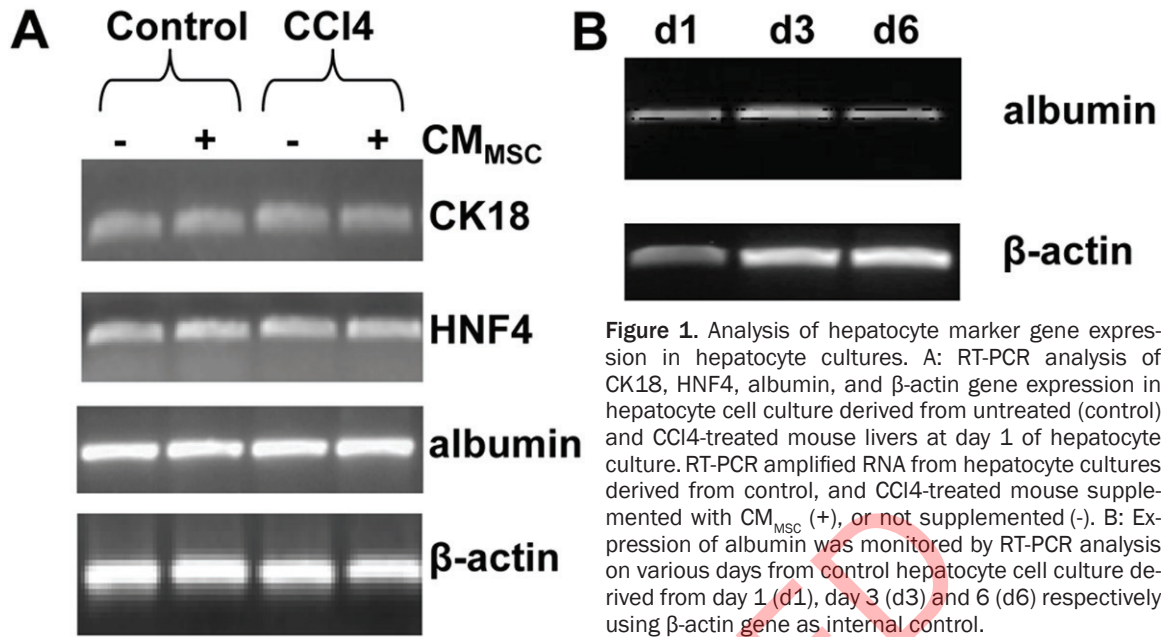 A
Control CCl4
- + - + CM_MSC
CK18
HNF4
albumin
β-actin
B
d1 d3 d6
albumin
β-actin
Figure 1. Analysis of hepatocyte marker gene expres-
sion in hepatocyte cultures. A: RT-PCR analysis of
CK18, HNF4, albumin, and β-actin gene expression in
hepatocyte cell culture derived from untreated (control)
and CCl4-treated mouse livers at day 1 of hepatocyte
culture. RT-PCR amplified RNA from hepatocyte cultures
derived from control, and CCl4-treated mouse supple-
mented with CM_MSC (+), or not supplemented (-). B: Ex-
pression of albumin was monitored by RT-PCR analysis
on various days from control hepatocyte cell culture de-
rived from day 1 (d1), day 3 (d3) and 6 (d6) respectively
using β-actin gene as internal control.